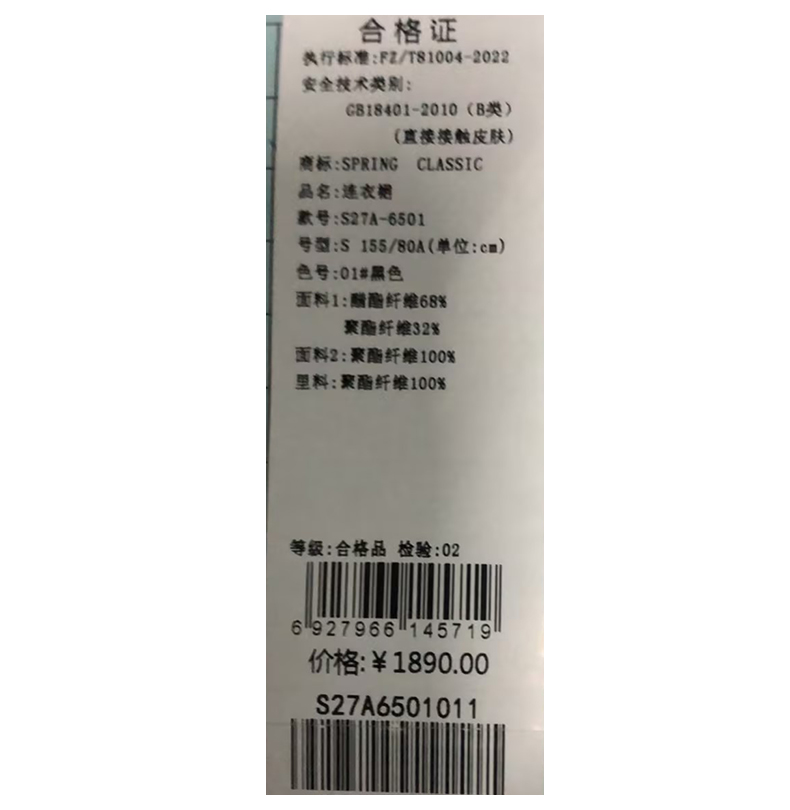 合格证
执行标准:FZ/T81004-2022
安全技术类别:
GB18401-2010（B类）
(直接接触皮肤)
商标:SPRING CLASSIC
品名:连衣裙
款号:S27A-6501
号型:S 155/80A(单位:cm)
色号:01#黑色
面料1:醋酯纤维68%
聚酯纤维32%
面料2:聚酯纤维100%
里料:聚酯纤维100%
等级:合格品 检验:02
6 927966 145719
价格:￥1890.00
S27A6501011